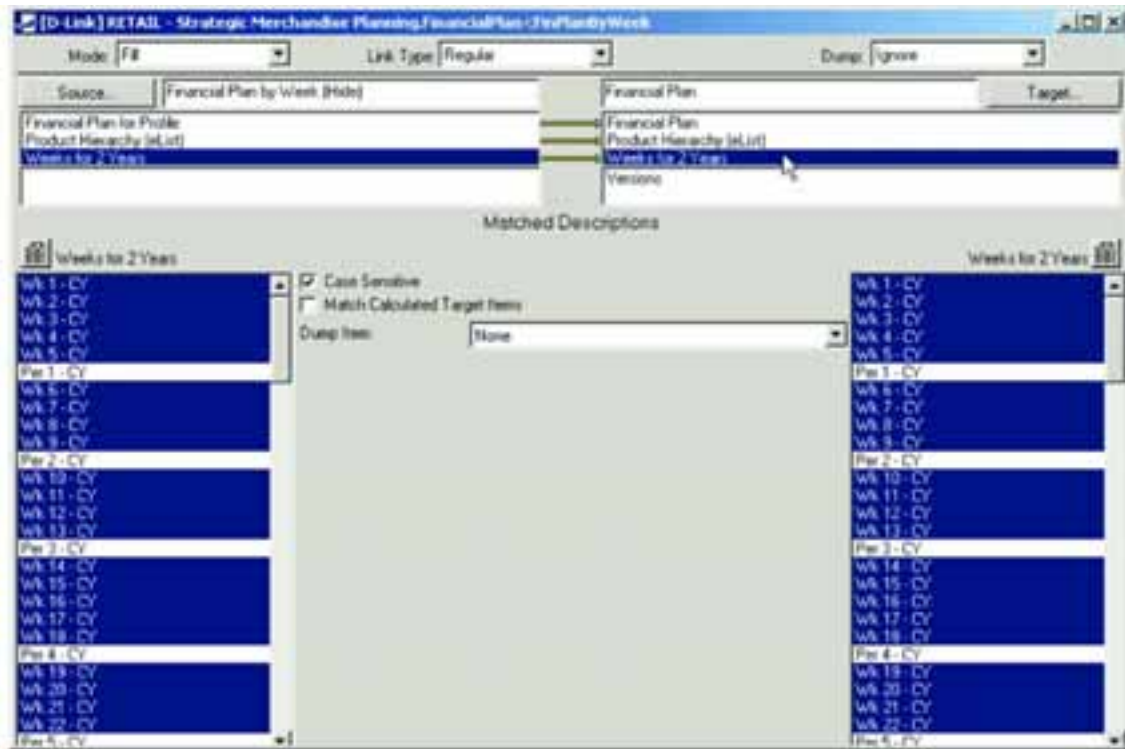 [D-Link] RETAIL - Strategic Merchandise Planning.FinancialPlan<FinPlanByWeek
Mode: Fill Link Type: Regular Dump: Ignore
Source... Financial Plan by Week (Hide) Financial Plan Target...
Financial Plan for Profile Financial Plan
Product Hierarchy (eList) Product Hierarchy (eList)
Weeks for 2 Years Weeks for 2 Years
Versions
Matched Descriptions
Weeks for 2 Years Weeks for 2 Years
Wk 1 - CY Case Sensitive Wk 1 - CY
Wk 2 - CY Match Calculated Target Items Wk 2 - CY
Wk 3 - CY Wk 3 - CY
Wk 4 - CY Dump Item: None Wk 4 - CY
Wk 5 - CY Wk 5 - CY
Per 1 - CY Per 1 - CY
Wk 6 - CY Wk 6 - CY
Wk 7 - CY Wk 7 - CY
Wk 8 - CY Wk 8 - CY
Wk 9 - CY Wk 9 - CY
Per 2 - CY Per 2 - CY
Wk 10 - CY Wk 10 - CY
Wk 11 - CY Wk 11 - CY
Wk 12 - CY Wk 12 - CY
Wk 13 - CY Wk 13 - CY
Per 3 - CY Per 3 - CY
Wk 14 - CY Wk 14 - CY
Wk 15 - CY Wk 15 - CY
Wk 16 - CY Wk 16 - CY
Wk 17 - CY Wk 17 - CY
Wk 18 - CY Wk 18 - CY
Per 4 - CY Per 4 - CY
Wk 19 - CY Wk 19 - CY
Wk 20 - CY Wk 20 - CY
Wk 21 - CY Wk 21 - CY
Wk 22 - CY Wk 22 - CY
Per 5 - CY Per 5 - CY